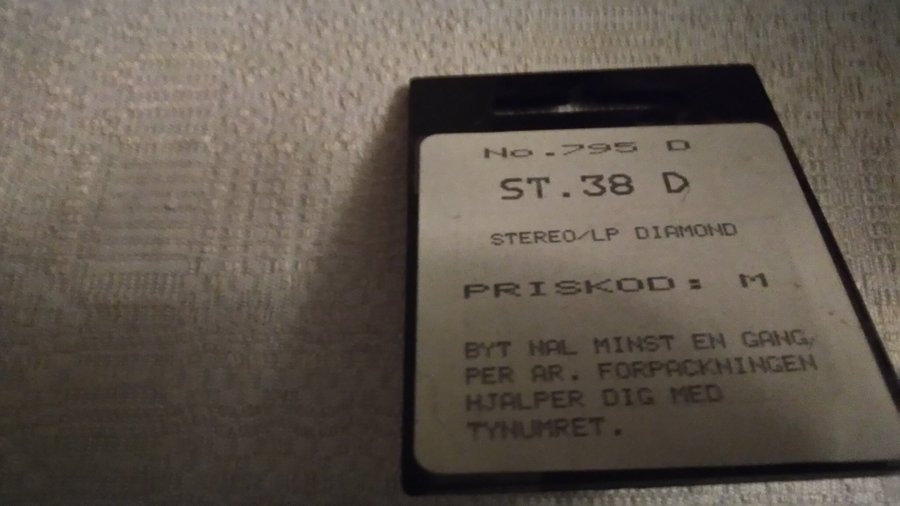 No.795 D
ST.38 D
STEREO/LP DIAMOND
PRISKOD: M
BYT NAL MINST EN GANG
PER AR. FORPACKNINGEN
HJALPER DIG MED
TYNUMRET.